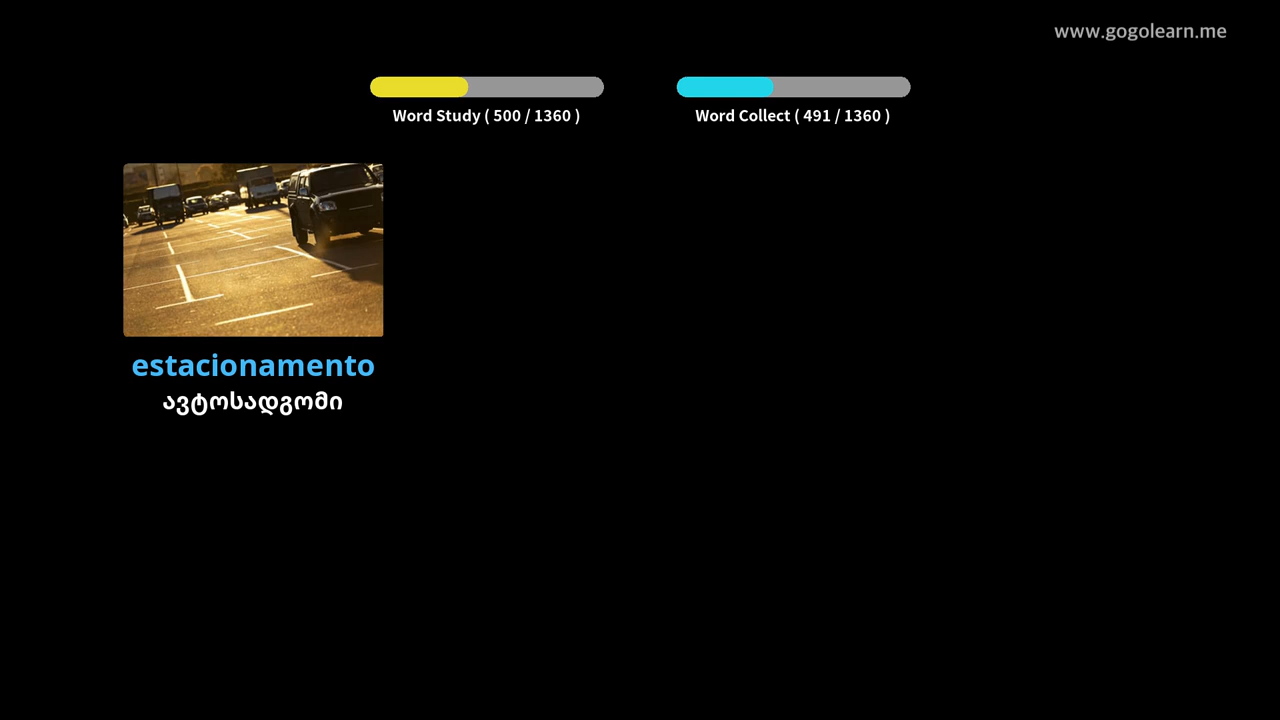 www.gogolearn.me
Word Study ( 500 / 1360 )
Word Collect ( 491 / 1360 )
estacionamento
ავტოსადგომი